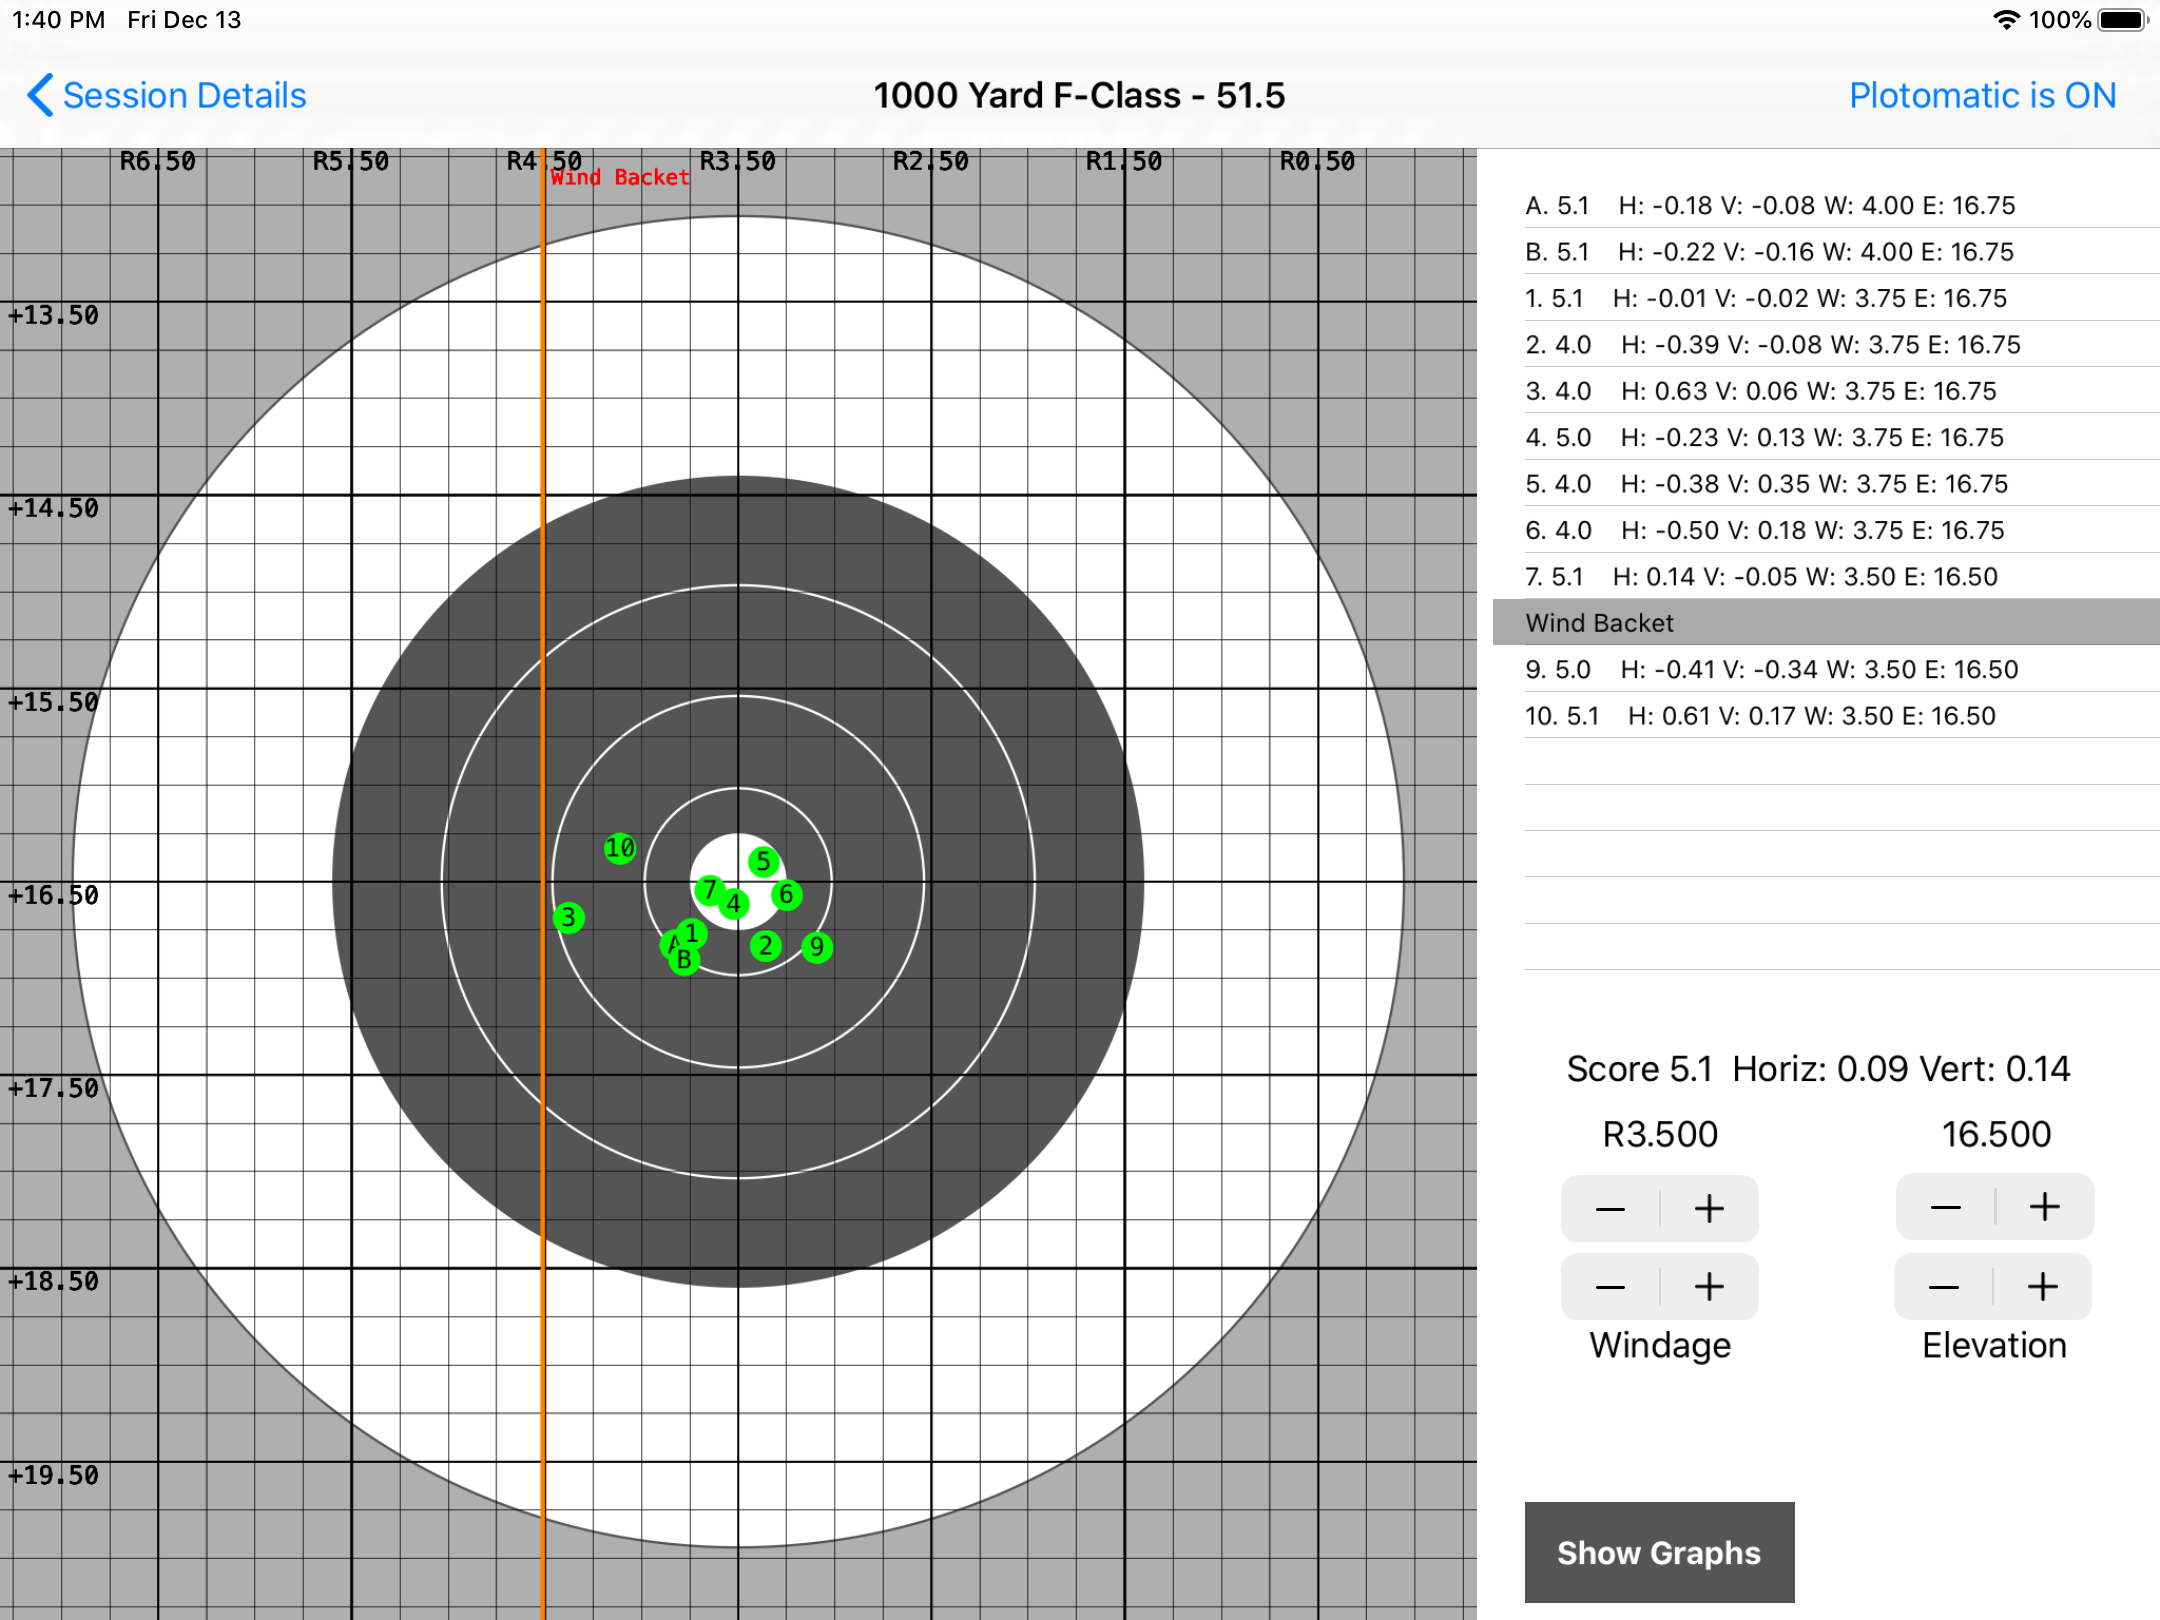 1:40 PM Fri Dec 13 100%
Session Details 1000 Yard F-Class - 51.5 Plotomatic is ON
R6.50 R5.50 R4.50 R3.50 R2.50 R1.50 R0.50
Wind Backet
+13.50
+14.50
+15.50
+16.50
+17.50
+18.50
+19.50
10
5
7
6
4
3
1
A
2
9
B
A. 5.1 H: -0.18 V: -0.08 W: 4.00 E: 16.75
B. 5.1 H: -0.22 V: -0.16 W: 4.00 E: 16.75
1. 5.1 H: -0.01 V: -0.02 W: 3.75 E: 16.75
2. 4.0 H: -0.39 V: -0.08 W: 3.75 E: 16.75
3. 4.0 H: 0.63 V: 0.06 W: 3.75 E: 16.75
4. 5.0 H: -0.23 V: 0.13 W: 3.75 E: 16.75
5. 4.0 H: -0.38 V: 0.35 W: 3.75 E: 16.75
6. 4.0 H: -0.50 V: 0.18 W: 3.75 E: 16.75
7. 5.1 H: 0.14 V: -0.05 W: 3.50 E: 16.50
Wind Backet
9. 5.0 H: -0.41 V: -0.34 W: 3.50 E: 16.50
10. 5.1 H: 0.61 V: 0.17 W: 3.50 E: 16.50
Score 5.1 Horiz: 0.09 Vert: 0.14
R3.500 16.500
− + − +
− + − +
Windage Elevation
Show Graphs